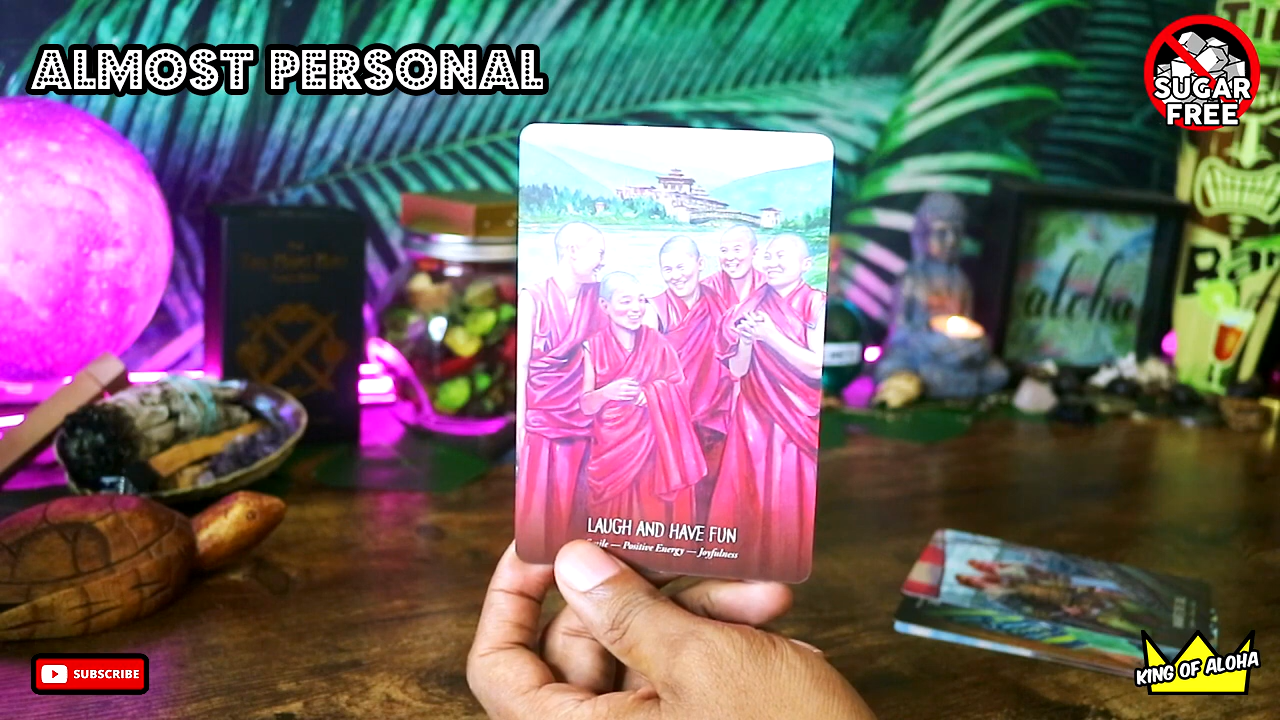 ALMOST PERSONAL
SUGAR
FREE
aloha
LAUGH AND HAVE FUN
Smile — Positive Energy — Joyfulness
SUBSCRIBE
KING OF ALOHA